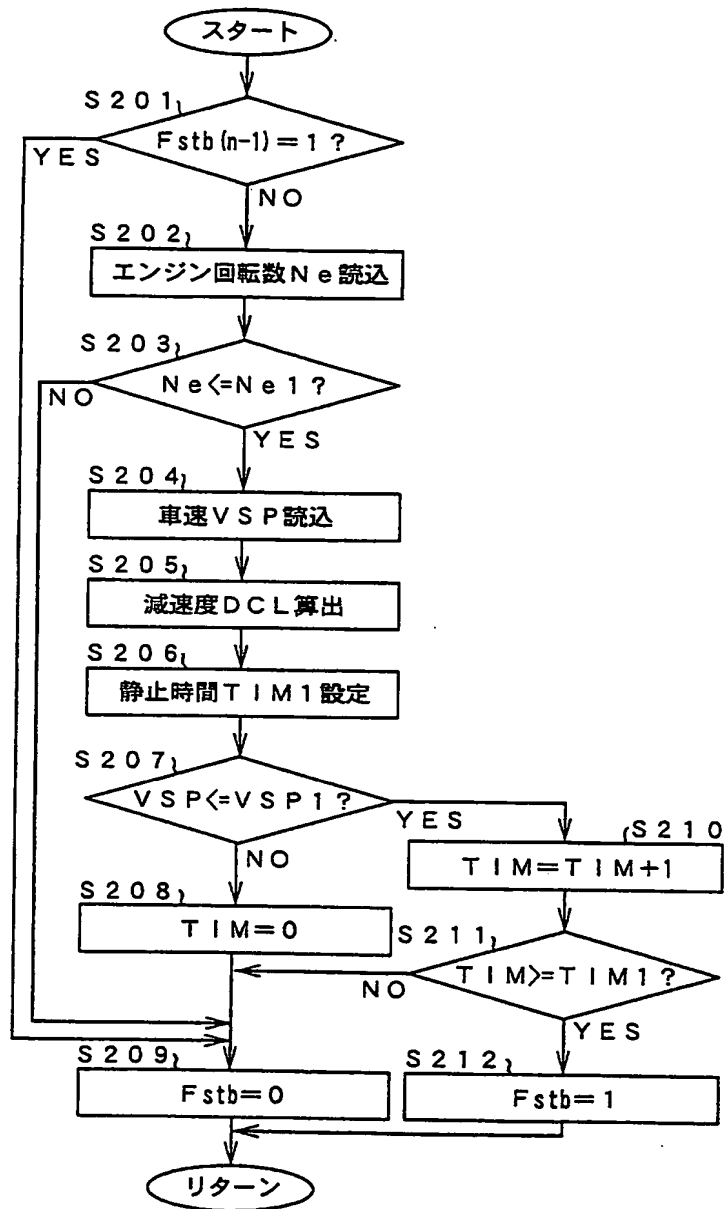 スタート
S201
Fstb(n-1)=1?
YES
NO
S202
エンジン回転数Ne読込
S203
Ne<=Ne1?
NO
YES
S204
車速VSP読込
S205
減速度DCL算出
S206
静止時間TIM1設定
S207
VSP<=VSP1?
YES
NO
S210
TIM=TIM+1
S208
TIM=0
S211
TIM>=TIM1?
NO
YES
S209
Fstb=0
S212
Fstb=1
リターン